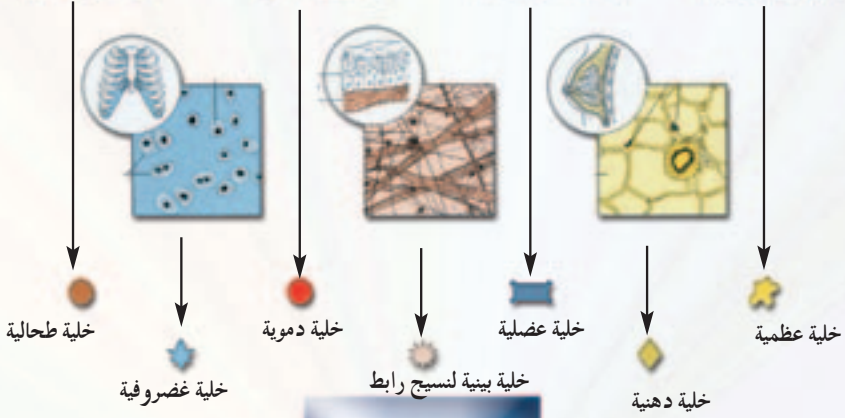 خلية عظمية
خلية عضلية
خلية دموية
خلية طحالية
خلية دهنية
خلية بينية لنسيج رابط
خلية غضروفية